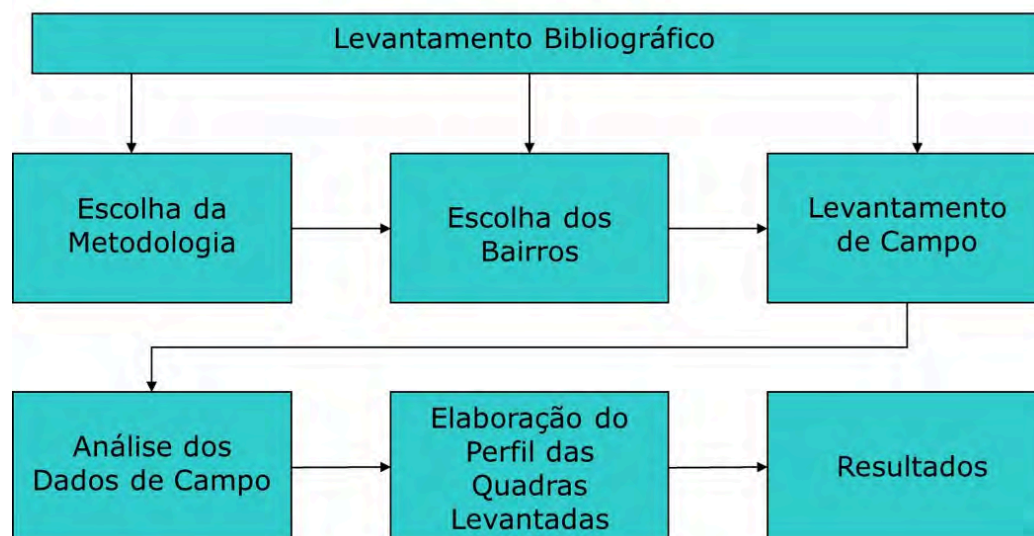 Levantamento Bibliográfico
Escolha da
Metodologia
Escolha dos
Bairros
Levantamento
de Campo
Análise dos
Dados de Campo
Elaboração do
Perfil das
Quadras
Levantadas
Resultados